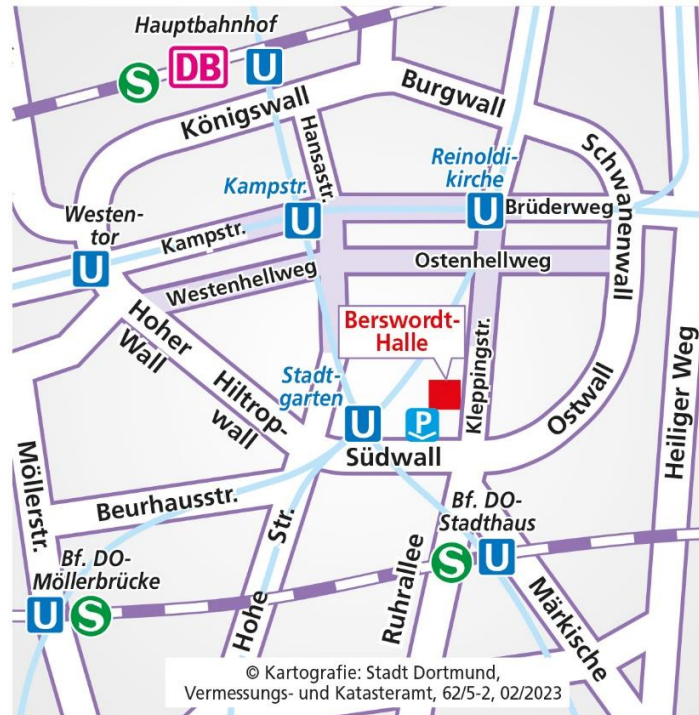 Hauptbahnhof
S
DB
U
Königswall
Burgwall
Hansastr.
Schwanenwall
Reinoldi-
kirche
U
Brüderweg
Kampstr.
U
Westen-
tor
U
Kampstr.
Westenhellweg
Ostenhellweg
Hoher
Wall
Hiltrop-
wall
Berswordt-
Halle
Kleppingstr.
Stadt-
garten
U
P
Südwall
Ostwall
Heiliger Weg
Möllerstr.
Beurhausstr.
Bf. DO-
Möllerbrücke
U
S
Hohe Str.
Ruhrallee
Bf. DO-
Stadthaus
S
U
Märkische
© Kartografie: Stadt Dortmund,
Vermessungs- und Katasteramt, 62/5-2, 02/2023